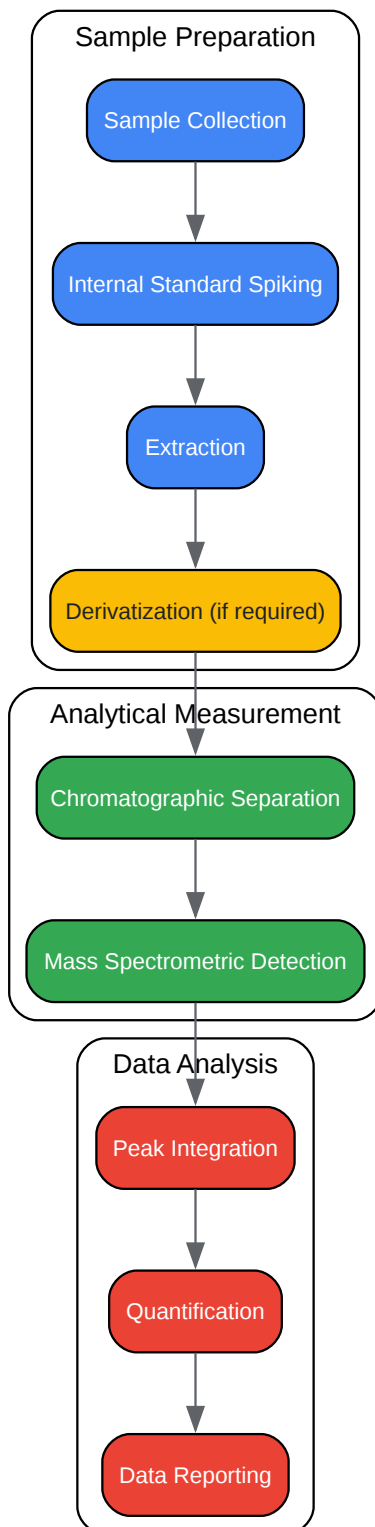 Sample Preparation
Sample Collection
Internal Standard Spiking
Extraction
Derivatization (if required)
Analytical Measurement
Chromatographic Separation
Mass Spectrometric Detection
Data Analysis
Peak Integration
Quantification
Data Reporting